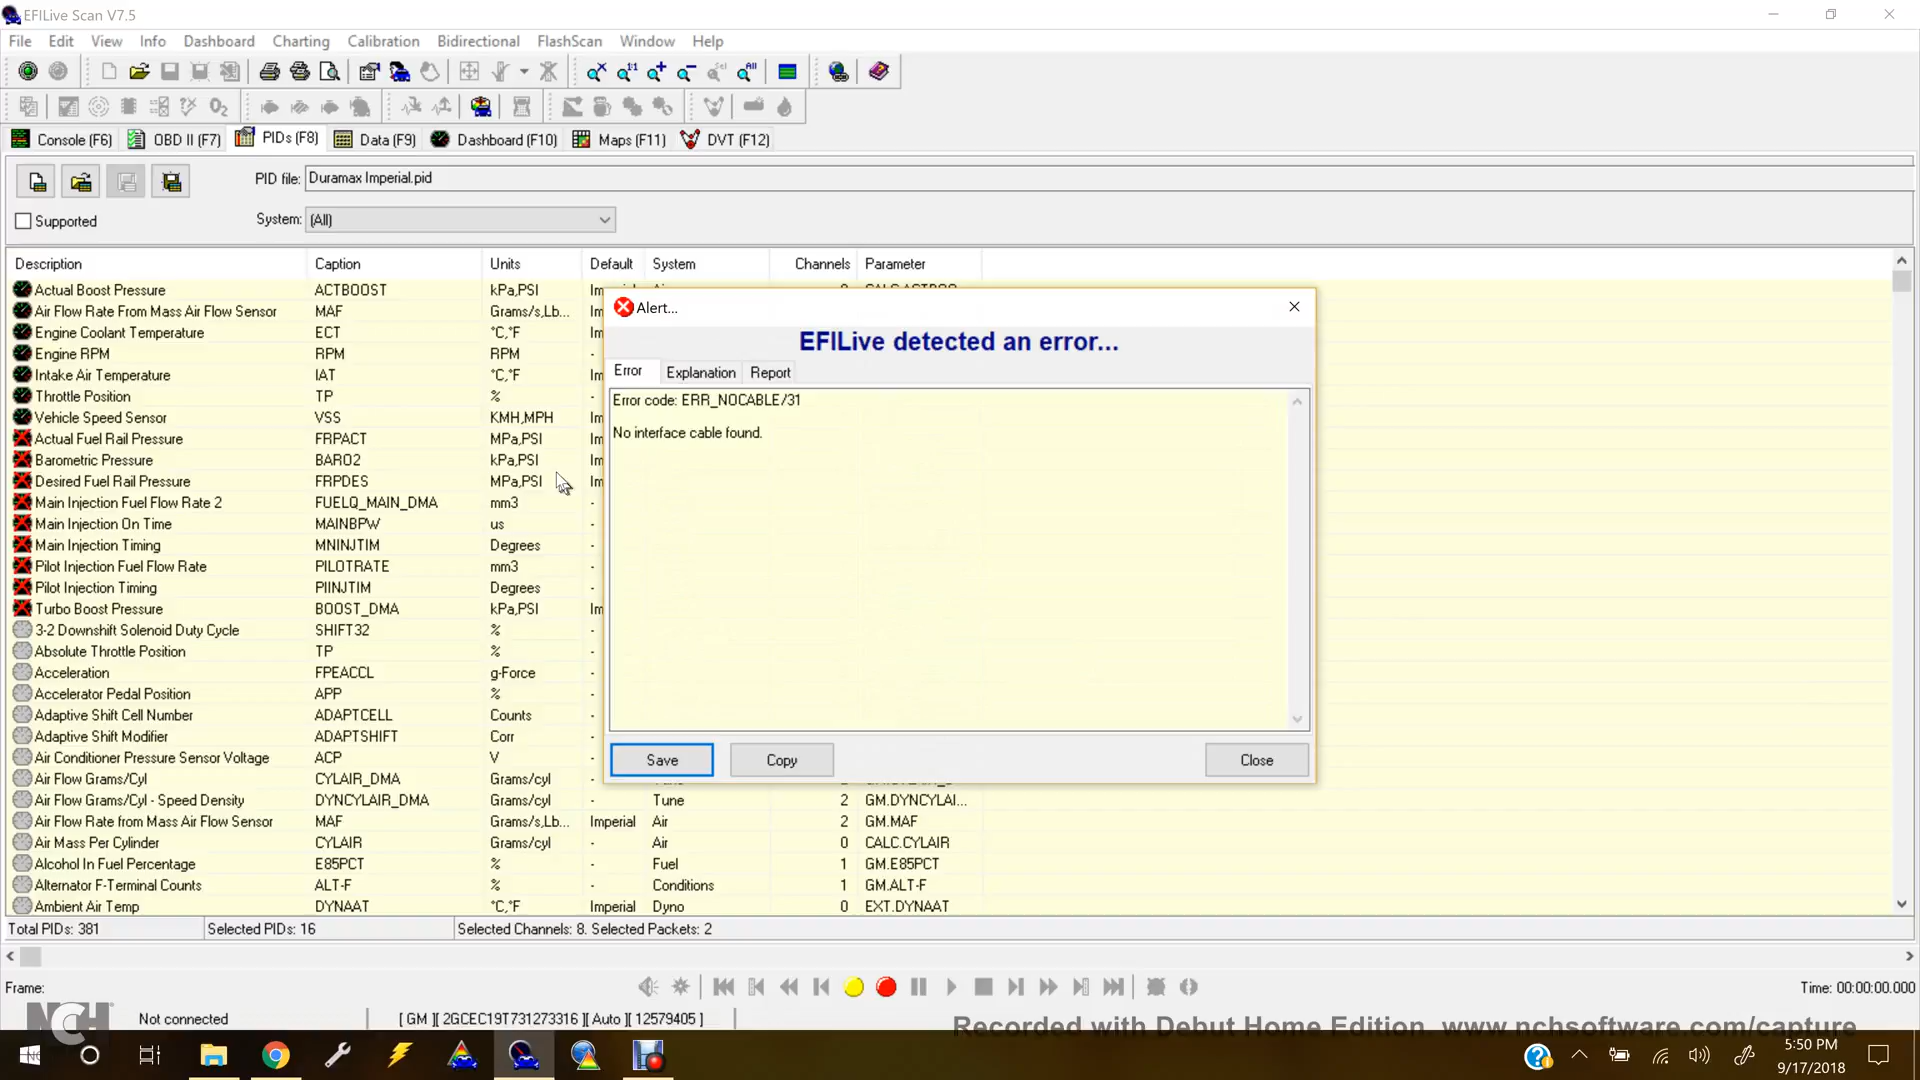 EFILive Scan V7.5
File Edit View Info Dashboard Charting Calibration Bidirectional FlashScan Window Help
Console (F6) OBD II (F7) PIDs (F8) Data (F9) Dashboard (F10) Maps (F11) DVT (F12)
PID file: Duramax Imperial.pid
Supported System: (All)
Description Caption Units Default System Channels Parameter
Actual Boost Pressure ACTBOOST kPa,PSI
Air Flow Rate From Mass Air Flow Sensor MAF Grams/s,Lb...
Engine Coolant Temperature ECT °C,°F
Engine RPM RPM RPM -
Intake Air Temperature IAT °C,°F
Throttle Position TP % -
Vehicle Speed Sensor VSS KMH,MPH
Actual Fuel Rail Pressure FRPACT MPa,PSI
Barometric Pressure BARO2 kPa,PSI
Desired Fuel Rail Pressure FRPDES MPa,PSI
Main Injection Fuel Flow Rate 2 FUELQ_MAIN_DMA mm3 -
Main Injection On Time MAINBPW us -
Main Injection Timing MNINJTIM Degrees -
Pilot Injection Fuel Flow Rate PILOTRATE mm3 -
Pilot Injection Timing PIINJTIM Degrees -
Turbo Boost Pressure BOOST_DMA kPa,PSI
3-2 Downshift Solenoid Duty Cycle SHIFT32 % -
Absolute Throttle Position TP % -
Acceleration FPEACCL g-Force -
Accelerator Pedal Position APP % -
Adaptive Shift Cell Number ADAPTCELL Counts -
Adaptive Shift Modifier ADAPTSHIFT Corr -
Air Conditioner Pressure Sensor Voltage ACP V -
Air Flow Grams/Cyl CYLAIR_DMA Grams/cyl -
Air Flow Grams/Cyl - Speed Density DYNCYLAIR_DMA Grams/cyl - Tune 2 GM.DYNCYLAI...
Air Flow Rate from Mass Air Flow Sensor MAF Grams/s,Lb... Imperial Air 2 GM.MAF
Air Mass Per Cylinder CYLAIR Grams/cyl - Air 0 CALC.CYLAIR
Alcohol In Fuel Percentage E85PCT % - Fuel 1 GM.E85PCT
Alternator F-Terminal Counts ALT-F % - Conditions 1 GM.ALT-F
Ambient Air Temp DYNAAT °C,°F Imperial Dyno 0 EXT.DYNAAT
Alert...
EFILive detected an error...
Error Explanation Report
Error code: ERR_NOCABLE/31
No interface cable found.
Save Copy Close
Total PIDs: 381 Selected PIDs: 16 Selected Channels: 8. Selected Packets: 2
Frame: Time: 00:00:00.000
NCH
Not connected [ GM ][ 2GCEC19T731273316 ][ Auto ][ 12579405 ]
Recorded with Debut Home Edition www.nchsoftware.com/capture
5:50 PM
9/17/2018